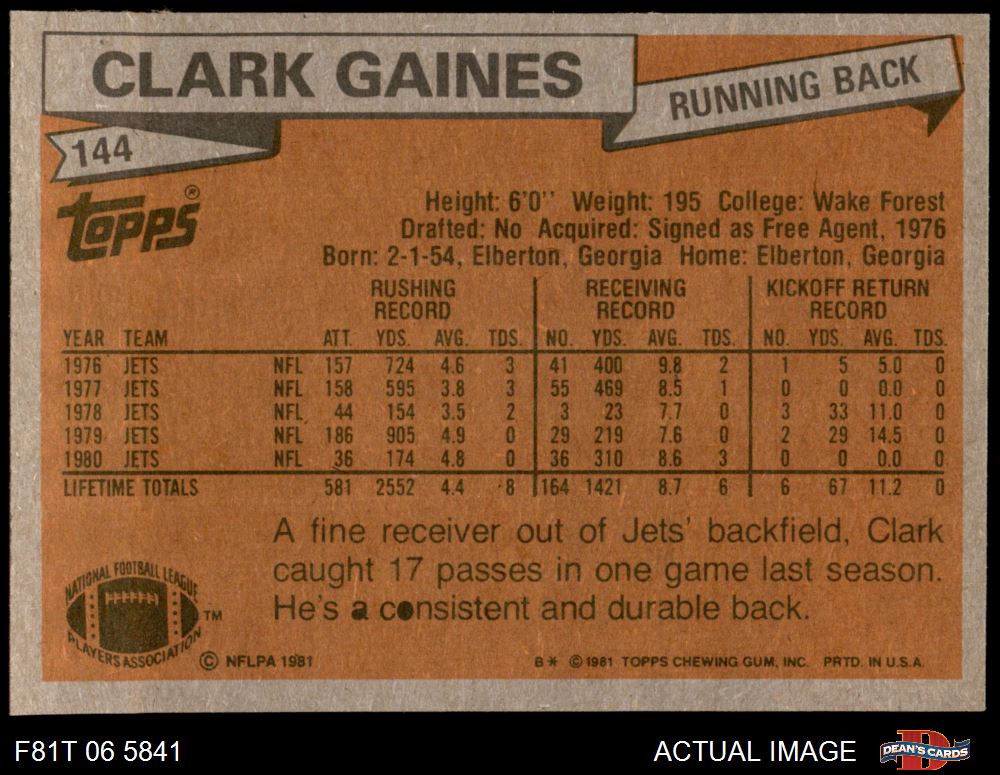 CLARK GAINES
RUNNING BACK
144
Topps®
Height: 6'0'' Weight: 195 College: Wake Forest
Drafted: No Acquired: Signed as Free Agent, 1976
Born: 2-1-54, Elberton, Georgia Home: Elberton, Georgia
RUSHING RECORD RECEIVING RECORD KICKOFF RETURN RECORD
YEAR TEAM ATT. YDS. AVG. TDS. NO. YDS. AVG. TDS. NO. YDS. AVG. TDS.
1976 JETS NFL 157 724 4.6 3 41 400 9.8 2 1 5 5.0 0
1977 JETS NFL 158 595 3.8 3 55 469 8.5 1 0 0 0.0 0
1978 JETS NFL 44 154 3.5 2 3 23 7.7 0 3 33 11.0 0
1979 JETS NFL 186 905 4.9 0 29 219 7.6 0 2 29 14.5 0
1980 JETS NFL 36 174 4.8 0 36 310 8.6 3 0 0 0.0 0
LIFETIME TOTALS 581 2552 4.4 8 164 1421 8.7 6 6 67 11.2 0
A fine receiver out of Jets' backfield, Clark
caught 17 passes in one game last season.
He's a consistent and durable back.
NATIONAL FOOTBALL LEAGUE
PLAYERS ASSOCIATION
TM
© NFLPA 1981
B* © 1981 TOPPS CHEWING GUM, INC. PRTD. IN U.S.A.
F81T 06 5841
ACTUAL IMAGE
D
DEAN'S CARDS